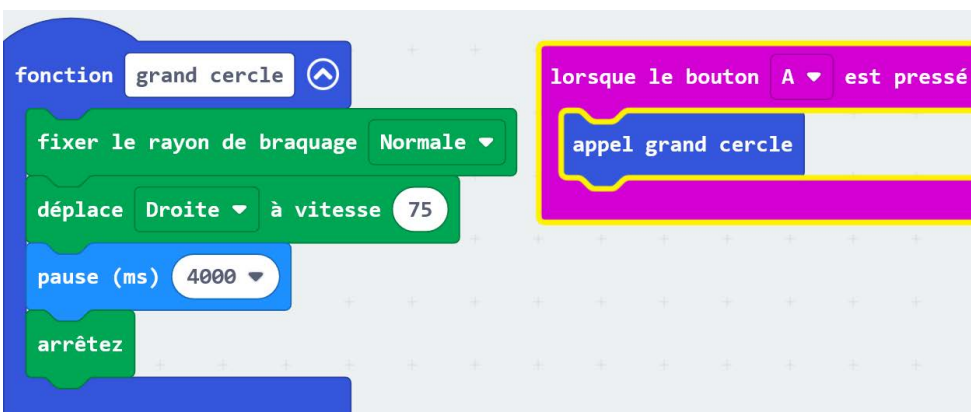 fonction grand cercle
fixer le rayon de braquage Normale
déplace Droite à vitesse 75
pause (ms) 4000
arrêtez
lorsque le bouton A est pressé
appel grand cercle